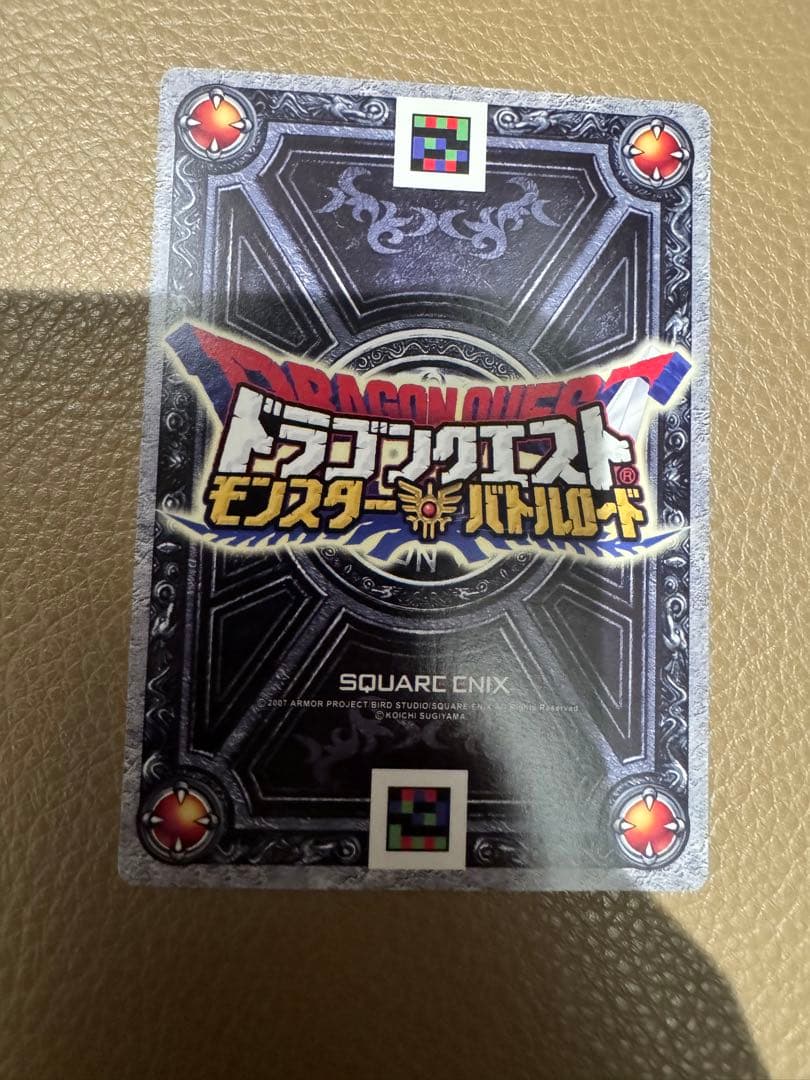 DRAGON QUEST
ドラゴンクエスト®
モンスターバトルロード
SQUARE ENIX
© 2007 ARMOR PROJECT/BIRD STUDIO/SQUARE ENIX All Rights Reserved.
© KOICHI SUGIYAMA